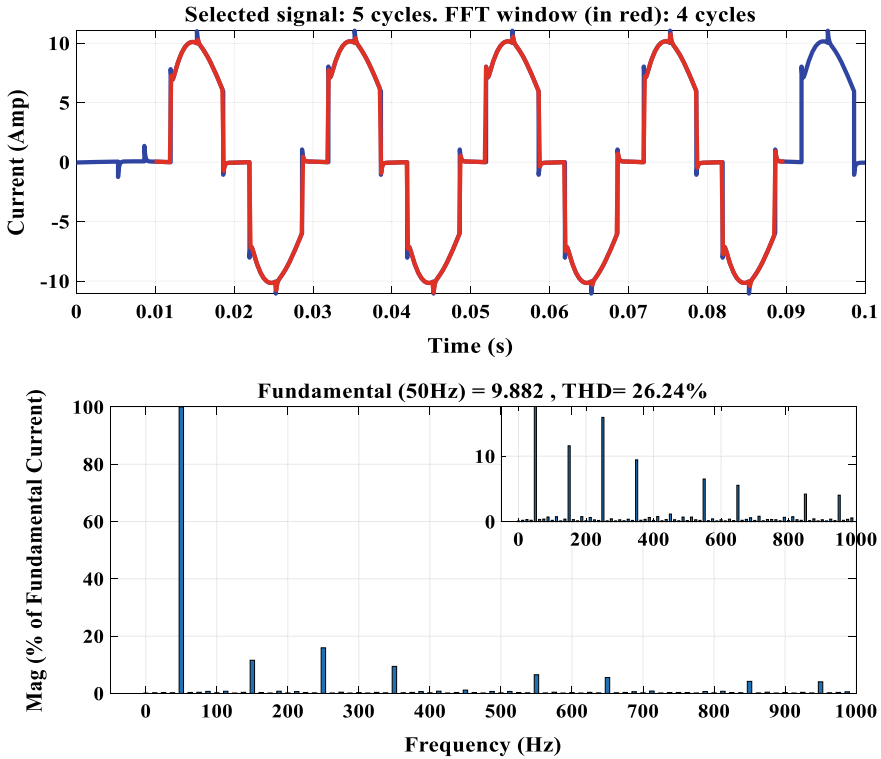 Selected signal: 5 cycles. FFT window (in red): 4 cycles
10
5
0
-5
-10
Current (Amp)
0 0.01 0.02 0.03 0.04 0.05 0.06 0.07 0.08 0.09 0.1
Time (s)
Fundamental (50Hz) = 9.882 , THD= 26.24%
100
80
60
40
20
0
Mag (% of Fundamental Current)
10
0
0 200 400 600 800 1000
0 100 200 300 400 500 600 700 800 900 1000
Frequency (Hz)